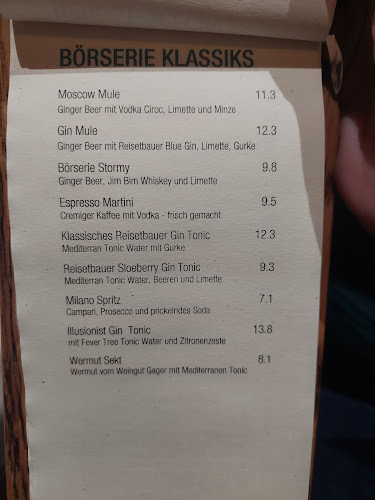 BÖRSERIE KLASSIKS
Moscow Mule 11.3
Ginger Beer mit Vodka Ciroc, Limette und Minze
Gin Mule 12.3
Ginger Beer mit Reisetbauer Blue Gin, Limette, Gurke
Börserie Stormy 9.8
Ginger Beer, Jim Bim Whiskey und Limette
Espresso Martini 9.5
Cremiger Kaffee mit Vodka - frisch gemacht
Klassisches Reisetbauer Gin Tonic 12.3
Mediterran Tonic Water mit Gurke
Reisetbauer Sloeberry Gin Tonic 9.3
Mediterran Tonic Water, Beeren und Limette
Milano Spritz 7.1
Campari, Prosecco und prickelndes Soda
Illusionist Gin Tonic 13.8
mit Fever Tree Tonic Water und Zitronenzeste
Wermut Sekt 8.1
Wermut vom Weingut Gager mit Mediterranen Tonic